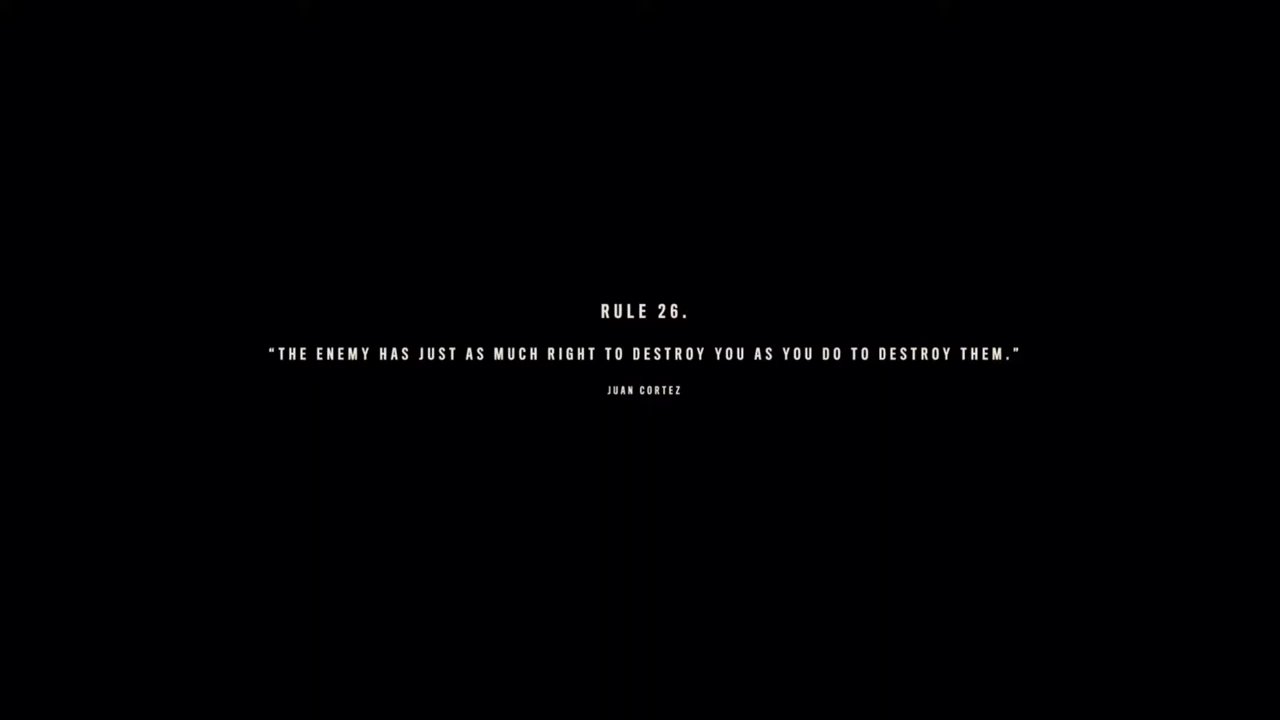 RULE 26.
“THE ENEMY HAS JUST AS MUCH RIGHT TO DESTROY YOU AS YOU DO TO DESTROY THEM.”
JUAN CORTEZ